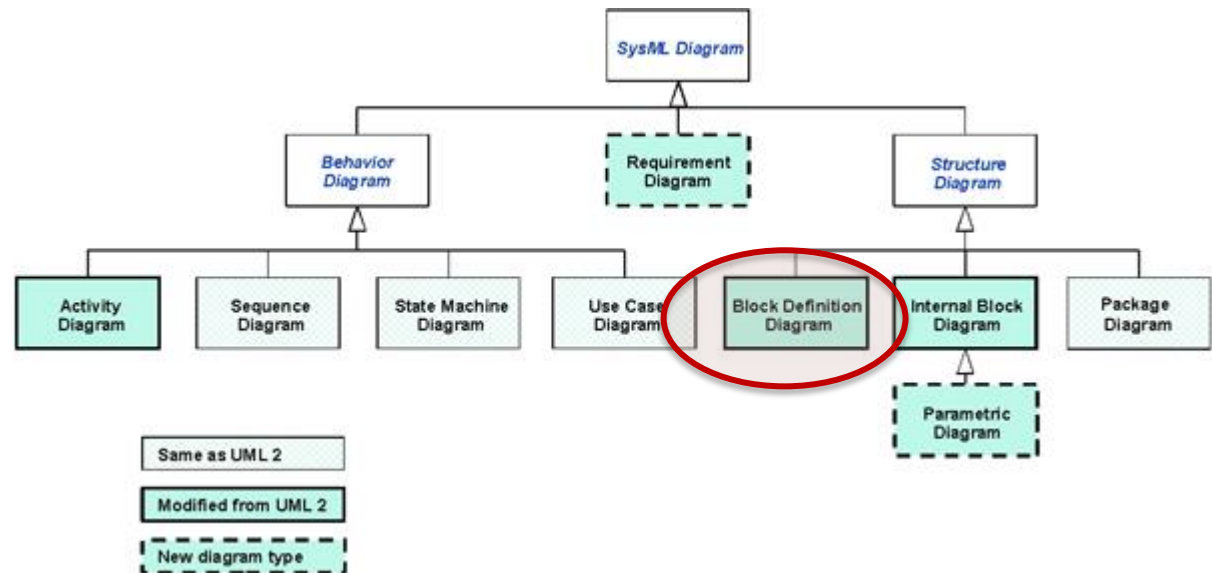 SysML Diagram
Behavior
Diagram
Requirement
Diagram
Structure
Diagram
Activity
Diagram
Sequence
Diagram
State Machine
Diagram
Use Case
Diagram
Block Definition
Diagram
Internal Block
Diagram
Package
Diagram
Parametric
Diagram
Same as UML 2
Modified from UML 2
New diagram type